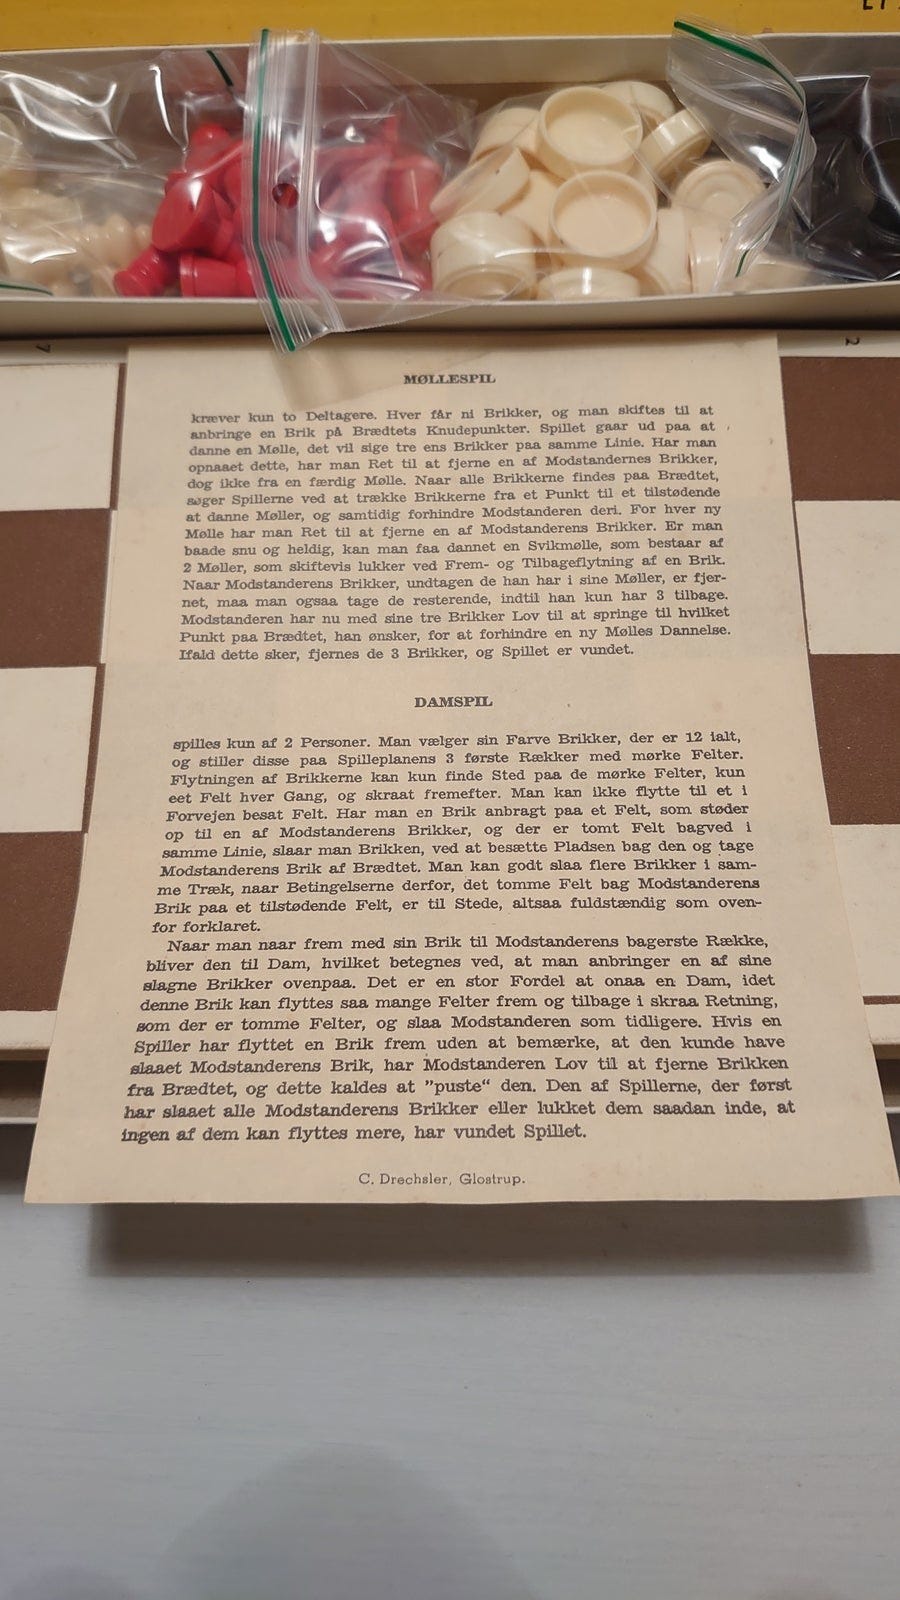 7
2
MØLLESPIL
kræver kun to Deltagere. Hver får ni Brikker, og man skiftes til at
anbringe en Brik på Brædtets Knudepunkter. Spillet gaar ud paa at
danne en Mølle, det vil sige tre ens Brikker paa samme Linie. Har man
opnaaet dette, har man Ret til at fjerne en af Modstandernes Brikker,
dog ikke fra en færdig Mølle. Naar alle Brikkerne findes paa Brædtet,
søger Spillerne ved at trække Brikkerne fra et Punkt til et tilstødende
at danne Møller, og samtidig forhindre Modstanderen deri. For hver ny
Mølle har man Ret til at fjerne en af Modstanderens Brikker. Er man
baade snu og heldig, kan man faa dannet en Svikmølle, som bestaar af
2 Møller, som skiftevis lukker ved Frem- og Tilbageflytning af en Brik.
Naar Modstanderens Brikker, undtagen de han har i sine Møller, er fjer-
net, maa man ogsaa tage de resterende, indtil han kun har 3 tilbage.
Modstanderen har nu med sine tre Brikker Lov til at springe til hvilket
Punkt paa Brædtet, han ønsker, for at forhindre en ny Mølles Dannelse.
Ifald dette sker, fjernes de 3 Brikker, og Spillet er vundet.
DAMSPIL
spilles kun af 2 Personer. Man vælger sin Farve Brikker, der er 12 ialt,
og stiller disse paa Spilleplanens 3 første Rækker med mørke Felter.
Flytningen af Brikkerne kan kun finde Sted paa de mørke Felter, kun
eet Felt hver Gang, og skraat fremefter. Man kan ikke flytte til et i
Forvejen besat Felt. Har man en Brik anbragt paa et Felt, som støder
op til en af Modstanderens Brikker, og der er tomt Felt bagved i
samme Linie, slaar man Brikken, ved at besætte Pladsen bag den og tage
Modstanderens Brik af Brædtet. Man kan godt slaa flere Brikker i sam-
me Træk, naar Betingelserne derfor, det tomme Felt bag Modstanderens
Brik paa et tilstødende Felt, er til Stede, altsaa fuldstændig som oven-
for forklaret.
Naar man naar frem med sin Brik til Modstanderens bagerste Række,
bliver den til Dam, hvilket betegnes ved, at man anbringer en af sine
slagne Brikker ovenpaa. Det er en stor Fordel at onaa en Dam, idet
denne Brik kan flyttes saa mange Felter frem og tilbage i skraa Retning,
som der er tomme Felter, og slaa Modstanderen som tidligere. Hvis en
Spiller har flyttet en Brik frem uden at bemærke, at den kunde have
slaaet Modstanderens Brik, har Modstanderen Lov til at fjerne Brikken
fra Brædtet, og dette kaldes at ”puste“ den. Den af Spillerne, der først
har slaaet alle Modstanderens Brikker eller lukket dem saadan inde, at
ingen af dem kan flyttes mere, har vundet Spillet.
C. Drechsler, Glostrup.